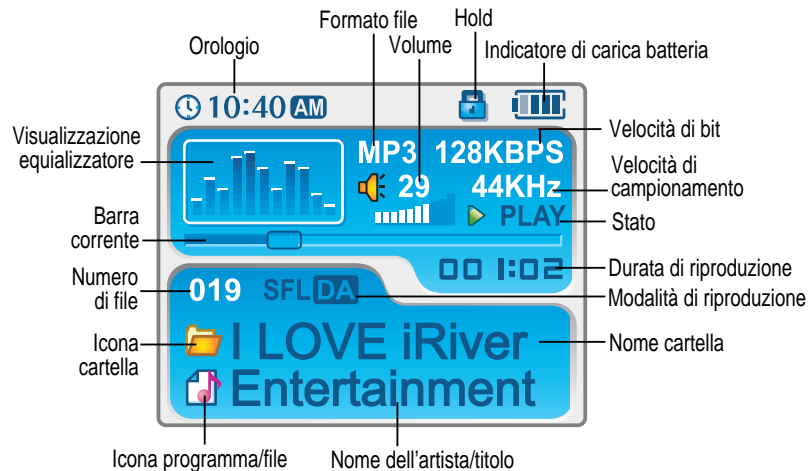 Formato file
Hold
Orologio
Volume
Indicatore di carica batteria
10:40 AM
Visualizzazione
equializzatore
MP3 128KBPS
Velocità di bit
29 44KHz
Velocità di
campionamento
PLAY
Stato
Barra
corrente
00 1:02
Durata di riproduzione
Numero
di file
019 SFL DA
Modalità di riproduzione
Icona
cartella
I LOVE iRiver
Nome cartella
Entertainment
Icona programma/file
Nome dell'artista/titolo